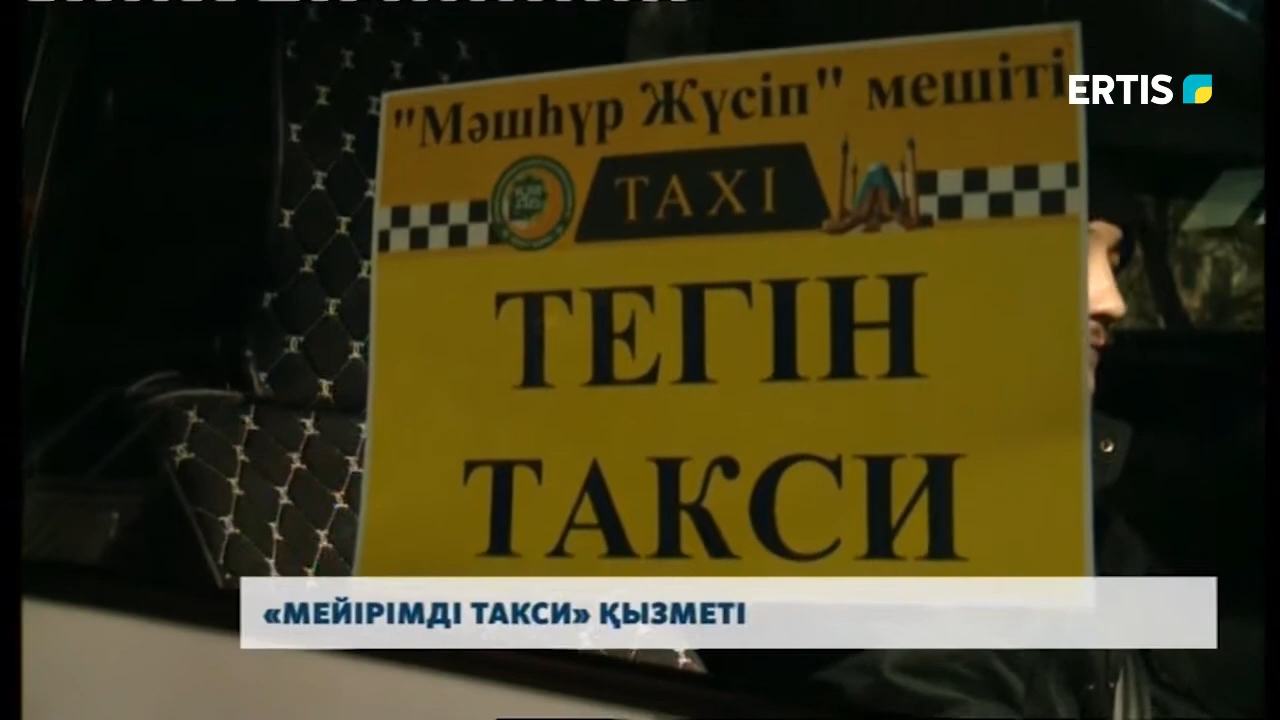 "Мәшһүр Жүсіп" мешіті
ERTIS
TAXI
ТЕГІН
ТАКСИ
«МЕЙІРІМДІ ТАКСИ» ҚЫЗМЕТІ